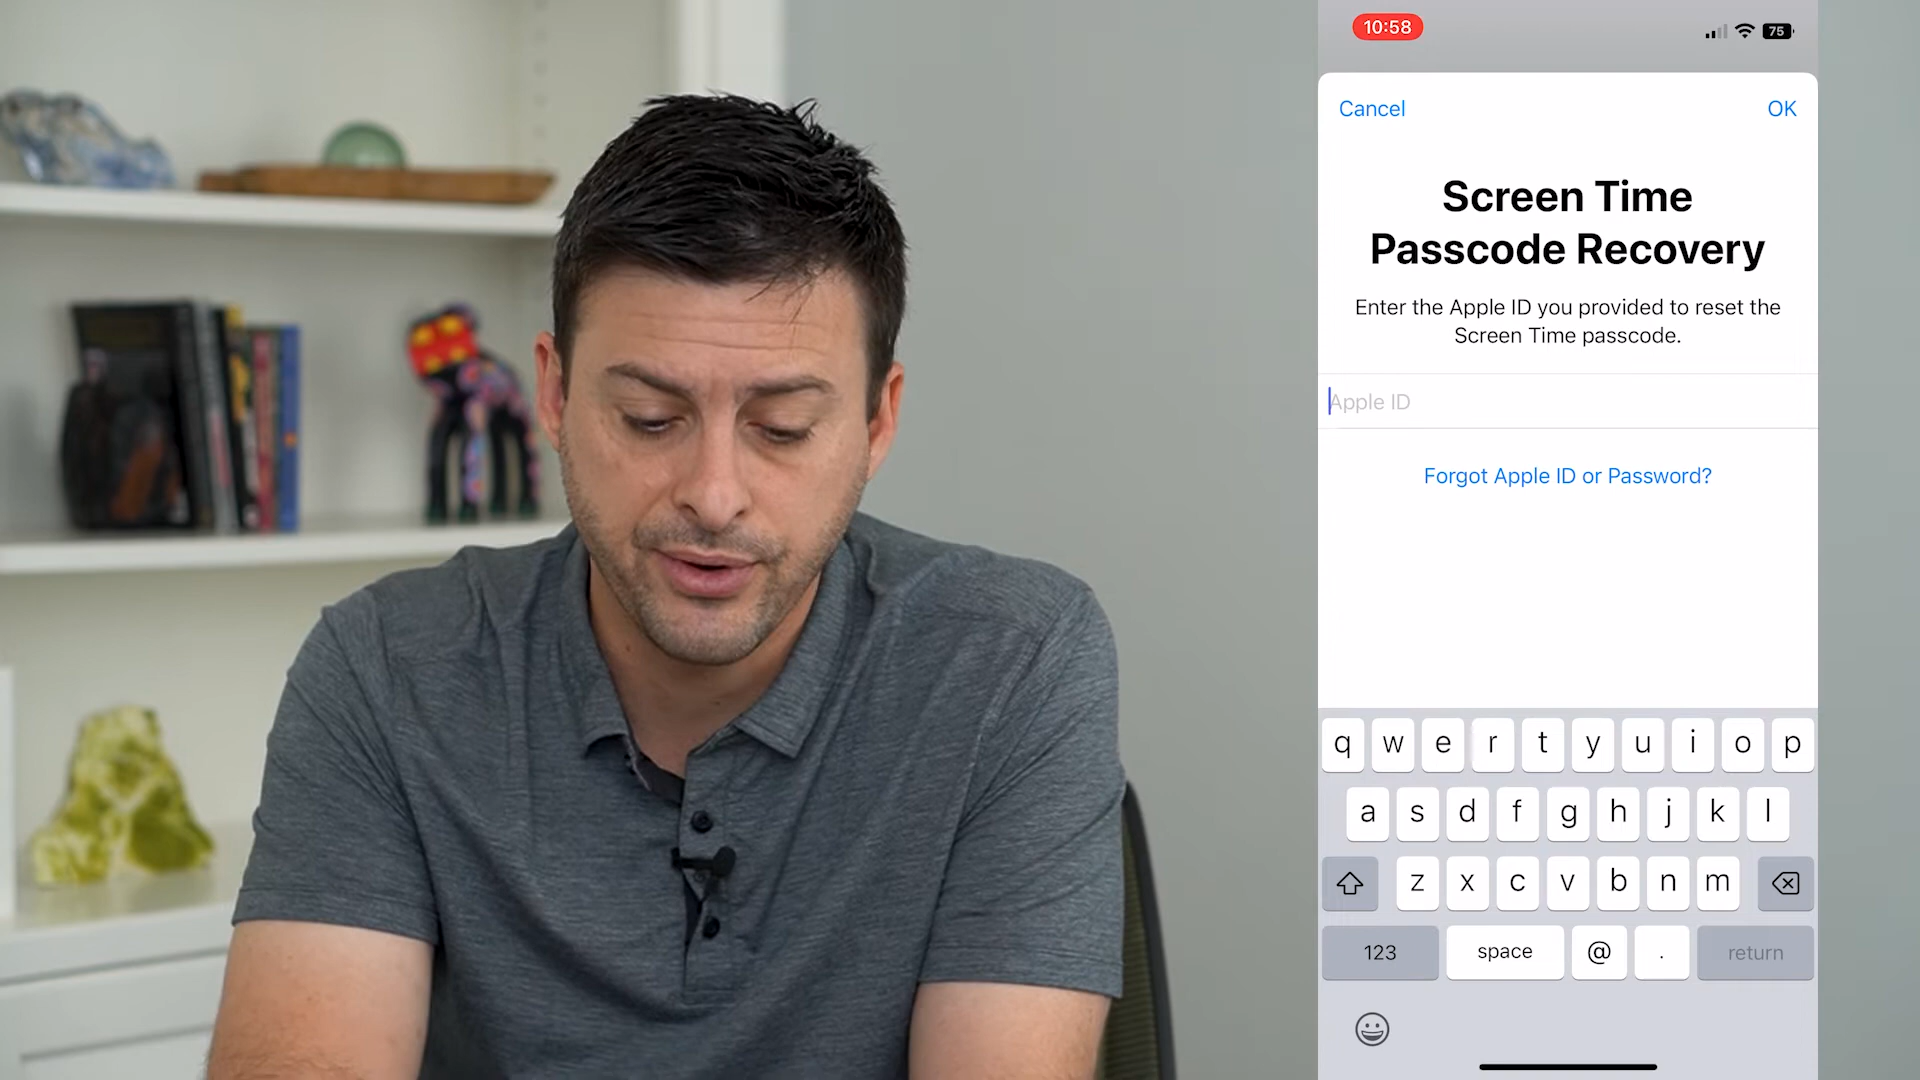 10:58
75
Cancel
OK
Screen Time
Passcode Recovery
Enter the Apple ID you provided to reset the
Screen Time passcode.
Apple ID
Forgot Apple ID or Password?
q w e r t y u i o p
a s d f g h j k l
z x c v b n m
123 space @ . return